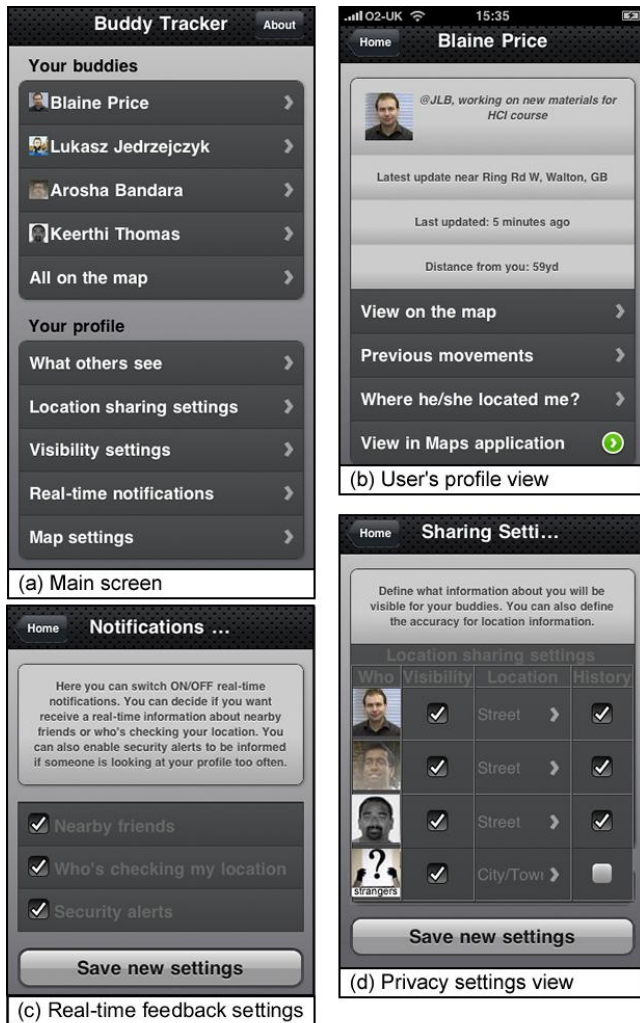 Buddy Tracker
About
Your buddies
Blaine Price
Lukasz Jedrzejczyk
Arosha Bandara
Keerthi Thomas
All on the map
Your profile
What others see
Location sharing settings
Visibility settings
Real-time notifications
Map settings
(a) Main screen
O2-UK 15:35
Home
Blaine Price
@JLB, working on new materials for
HCI course
Latest update near Ring Rd W, Walton, GB
Last updated: 5 minutes ago
Distance from you: 59yd
View on the map
Previous movements
Where he/she located me?
View in Maps application
(b) User's profile view
Home
Notifications ...
Here you can switch ON/OFF real-time
notifications. You can decide if you want
receive a real-time information about nearby
friends or who's checking your location. You
can also enable security alerts to be informed
if someone is looking at your profile too often.
Nearby friends
Who's checking my location
Security alerts
Save new settings
(c) Real-time feedback settings
Home
Sharing Setti...
Define what information about you will be
visible for your buddies. You can also define
the accuracy for location information.
Location sharing settings
Who Visibility Location History
Street
Street
Street
?
strangers
City/Town
Save new settings
(d) Privacy settings view